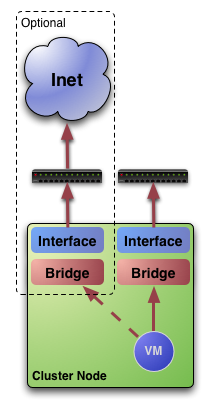 Optional
Inet
Interface
Interface
Bridge
Bridge
VM
Cluster Node